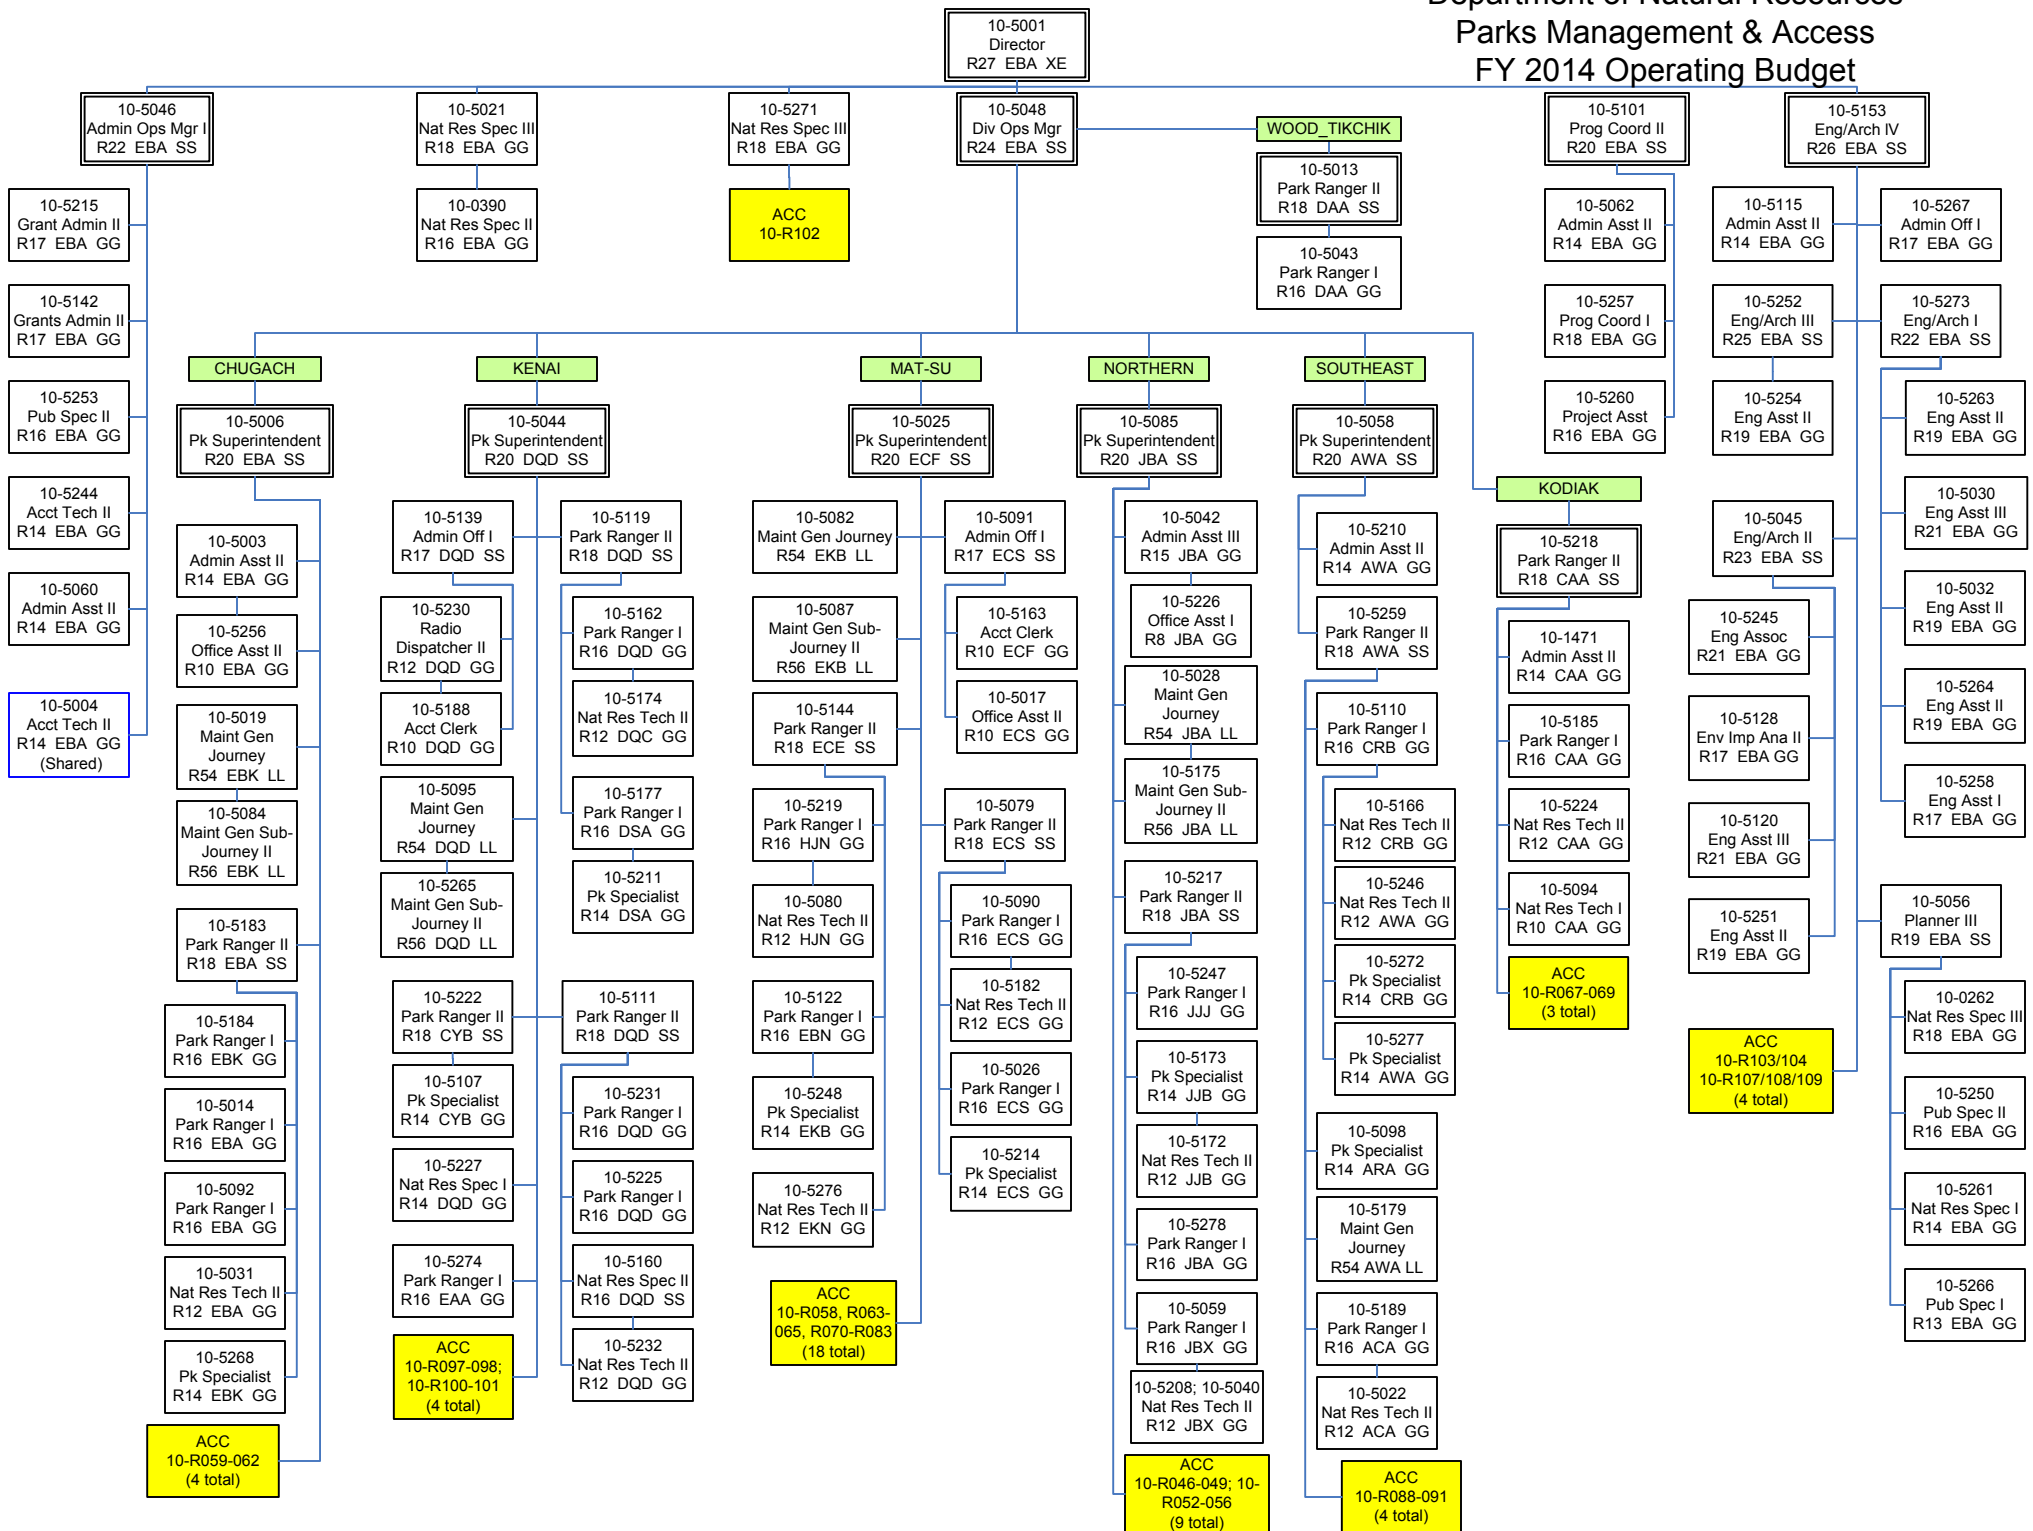 Department of Natural Resources
Parks Management & Access
FY 2014 Operating Budget
10-5001
Director
R27 EBA XE
10-5046
Admin Ops Mgr I
R22 EBA SS
10-5021
Nat Res Spec III
R18 EBA GG
10-5271
Nat Res Spec III
R18 EBA GG
10-5048
Div Ops Mgr
R24 EBA SS
10-5101
Prog Coord II
R20 EBA SS
10-5153
Eng/Arch IV
R26 EBA SS
10-5215
Grant Admin II
R17 EBA GG
10-5142
Grants Admin II
R17 EBA GG
10-5253
Pub Spec II
R16 EBA GG
10-5244
Acct Tech II
R14 EBA GG
10-5060
Admin Asst II
R14 EBA GG
10-5004
Acct Tech II
R14 EBA GG
(Shared)
10-0390
Nat Res Spec II
R16 EBA GG
ACC
10-R102
WOOD_TIKCHIK
10-5013
Park Ranger II
R18 DAA SS
10-5043
Park Ranger I
R16 DAA GG
CHUGACH
10-5006
Pk Superintendent
R20 EBA SS
10-5003
Admin Asst II
R14 EBA GG
10-5256
Office Asst II
R10 EBA GG
10-5019
Maint Gen
Journey
R54 EBK LL
10-5084
Maint Gen Sub-
Journey II
R56 EBK LL
10-5183
Park Ranger II
R18 EBA SS
10-5184
Park Ranger I
R16 EBK GG
10-5014
Park Ranger I
R16 EBA GG
10-5092
Park Ranger I
R16 EBA GG
10-5031
Nat Res Tech II
R12 EBA GG
10-5268
Pk Specialist
R14 EBK GG
ACC
10-R059-062
(4 total)
KENAI
10-5044
Pk Superintendent
R20 DQD SS
10-5139
Admin Off I
R17 DQD SS
10-5230
Radio
Dispatcher II
R12 DQD GG
10-5188
Acct Clerk
R10 DQD GG
10-5095
Maint Gen
Journey
R54 DQD LL
10-5265
Maint Gen Sub-
Journey II
R56 DQD LL
10-5222
Park Ranger II
R18 CYB SS
10-5107
Pk Specialist
R14 CYB GG
10-5227
Nat Res Spec I
R14 DQD GG
10-5274
Park Ranger I
R16 EAA GG
ACC
10-R097-098;
10-R100-101
(4 total)
10-5119
Park Ranger II
R18 DQD SS
10-5162
Park Ranger I
R16 DQD GG
10-5174
Nat Res Tech II
R12 DQC GG
10-5177
Park Ranger I
R16 DSA GG
10-5211
Pk Specialist
R14 DSA GG
10-5111
Park Ranger II
R18 DQD SS
10-5231
Park Ranger I
R16 DQD GG
10-5225
Park Ranger I
R16 DQD GG
10-5160
Nat Res Spec II
R16 DQD SS
10-5232
Nat Res Tech II
R12 DQD GG
MAT-SU
10-5025
Pk Superintendent
R20 ECF SS
10-5082
Maint Gen Journey
R54 EKB LL
10-5087
Maint Gen Sub-
Journey II
R56 EKB LL
10-5144
Park Ranger II
R18 ECE SS
10-5219
Park Ranger I
R16 HJN GG
10-5080
Nat Res Tech II
R12 HJN GG
10-5122
Park Ranger I
R16 EBN GG
10-5248
Pk Specialist
R14 EKB GG
10-5276
Nat Res Tech II
R12 EKN GG
ACC
10-R058, R063-
065, R070-R083
(18 total)
10-5091
Admin Off I
R17 ECS SS
10-5163
Acct Clerk
R10 ECF GG
10-5017
Office Asst II
R10 ECS GG
10-5079
Park Ranger II
R18 ECS SS
10-5090
Park Ranger I
R16 ECS GG
10-5182
Nat Res Tech II
R12 ECS GG
10-5026
Park Ranger I
R16 ECS GG
10-5214
Pk Specialist
R14 ECS GG
NORTHERN
10-5085
Pk Superintendent
R20 JBA SS
10-5042
Admin Asst III
R15 JBA GG
10-5226
Office Asst I
R8 JBA GG
10-5028
Maint Gen
Journey
R54 JBA LL
10-5175
Maint Gen Sub-
Journey II
R56 JBA LL
10-5217
Park Ranger II
R18 JBA SS
10-5247
Park Ranger I
R16 JJJ GG
10-5173
Pk Specialist
R14 JJB GG
10-5172
Nat Res Tech II
R12 JJB GG
10-5278
Park Ranger I
R16 JBA GG
10-5059
Park Ranger I
R16 JBX GG
10-5208; 10-5040
Nat Res Tech II
R12 JBX GG
ACC
10-R046-049; 10-
R052-056
(9 total)
SOUTHEAST
10-5058
Pk Superintendent
R20 AWA SS
10-5210
Admin Asst II
R14 AWA GG
10-5259
Park Ranger II
R18 AWA SS
10-5110
Park Ranger I
R16 CRB GG
10-5166
Nat Res Tech II
R12 CRB GG
10-5246
Nat Res Tech II
R12 AWA GG
10-5272
Pk Specialist
R14 CRB GG
10-5277
Pk Specialist
R14 AWA GG
10-5098
Pk Specialist
R14 ARA GG
10-5179
Maint Gen
Journey
R54 AWA LL
10-5189
Park Ranger I
R16 ACA GG
10-5022
Nat Res Tech II
R12 ACA GG
ACC
10-R088-091
(4 total)
KODIAK
10-5218
Park Ranger II
R18 CAA SS
10-1471
Admin Asst II
R14 CAA GG
10-5185
Park Ranger I
R16 CAA GG
10-5224
Nat Res Tech II
R12 CAA GG
10-5094
Nat Res Tech I
R10 CAA GG
ACC
10-R067-069
(3 total)
10-5062
Admin Asst II
R14 EBA GG
10-5257
Prog Coord I
R18 EBA GG
10-5260
Project Asst
R16 EBA GG
10-5115
Admin Asst II
R14 EBA GG
10-5252
Eng/Arch III
R25 EBA SS
10-5254
Eng Asst II
R19 EBA GG
10-5045
Eng/Arch II
R23 EBA SS
10-5245
Eng Assoc
R21 EBA GG
10-5128
Env Imp Ana II
R17 EBA GG
10-5120
Eng Asst III
R21 EBA GG
10-5251
Eng Asst II
R19 EBA GG
ACC
10-R103/104
10-R107/108/109
(4 total)
10-5267
Admin Off I
R17 EBA GG
10-5273
Eng/Arch I
R22 EBA SS
10-5263
Eng Asst II
R19 EBA GG
10-5030
Eng Asst III
R21 EBA GG
10-5032
Eng Asst II
R19 EBA GG
10-5264
Eng Asst II
R19 EBA GG
10-5258
Eng Asst I
R17 EBA GG
10-5056
Planner III
R19 EBA SS
10-0262
Nat Res Spec III
R18 EBA GG
10-5250
Pub Spec II
R16 EBA GG
10-5261
Nat Res Spec I
R14 EBA GG
10-5266
Pub Spec I
R13 EBA GG